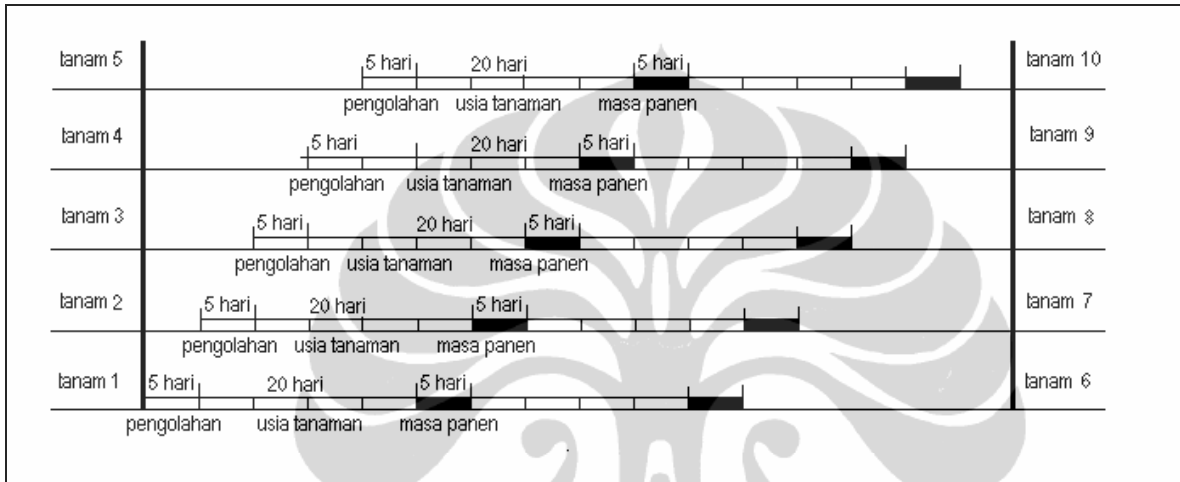 tanam 5 5 hari 20 hari 5 hari tanam 10
pengolahan usia tanaman masa panen
tanam 4 5 hari 20 hari 5 hari tanam 9
pengolahan usia tanaman masa panen
tanam 3 5 hari 20 hari 5 hari tanam 8
pengolahan usia tanaman masa panen
tanam 2 5 hari 20 hari 5 hari tanam 7
pengolahan usia tanaman masa panen
tanam 1 5 hari 20 hari 5 hari tanam 6
pengolahan usia tanaman masa panen